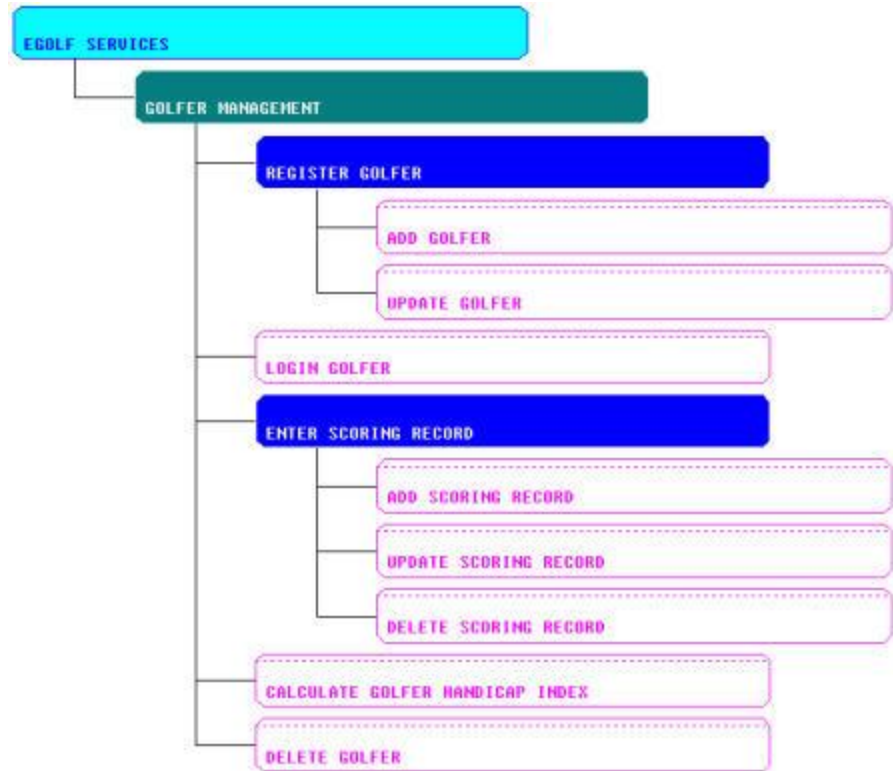 EGOLF SERVICES
GOLFER MANAGEMENT
REGISTER GOLFER
ADD GOLFER
UPDATE GOLFER
LOGIN GOLFER
ENTER SCORING RECORD
ADD SCORING RECORD
UPDATE SCORING RECORD
DELETE SCORING RECORD
CALCULATE GOLFER HANDICAP INDEX
DELETE GOLFER